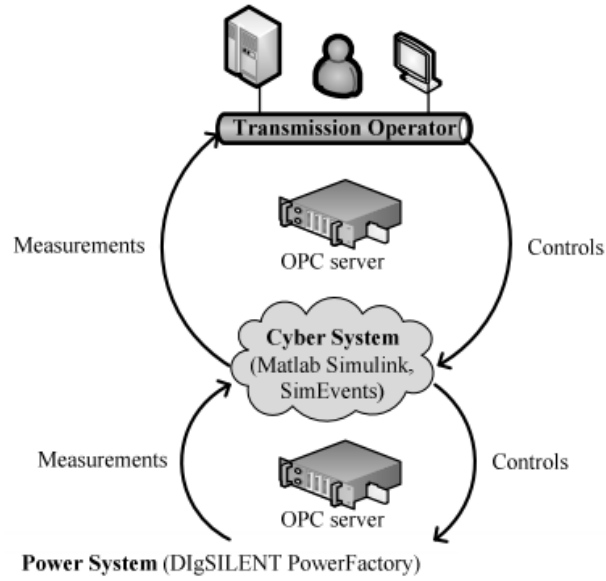 Transmission Operator
Measurements
OPC server
Controls
Cyber System
(Matlab Simulink,
SimEvents)
Measurements
OPC server
Controls
Power System (DIgSILENT PowerFactory)